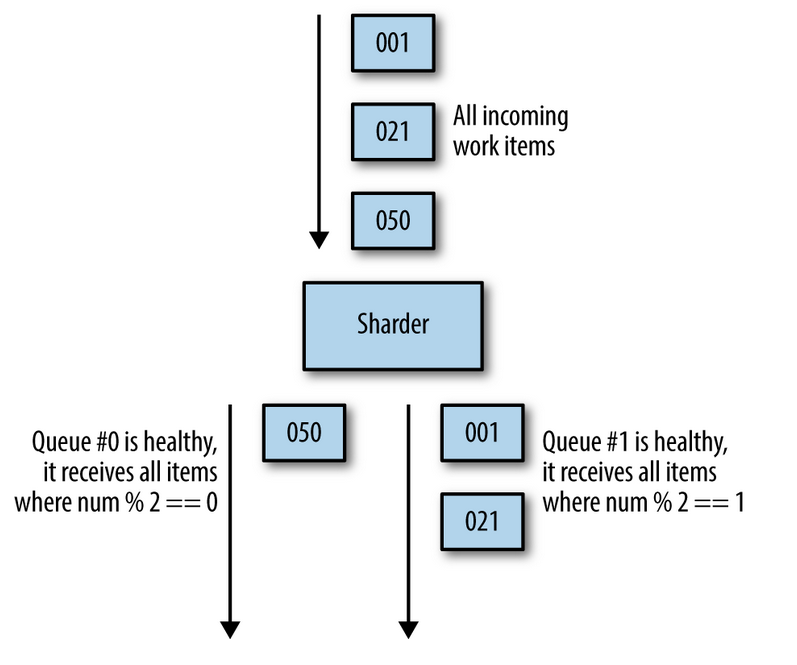 001
021
All incoming
work items
050
Sharder
050
001
Queue #0 is healthy,
it receives all items
where num % 2 == 0
Queue #1 is healthy,
it receives all items
where num % 2 == 1
021